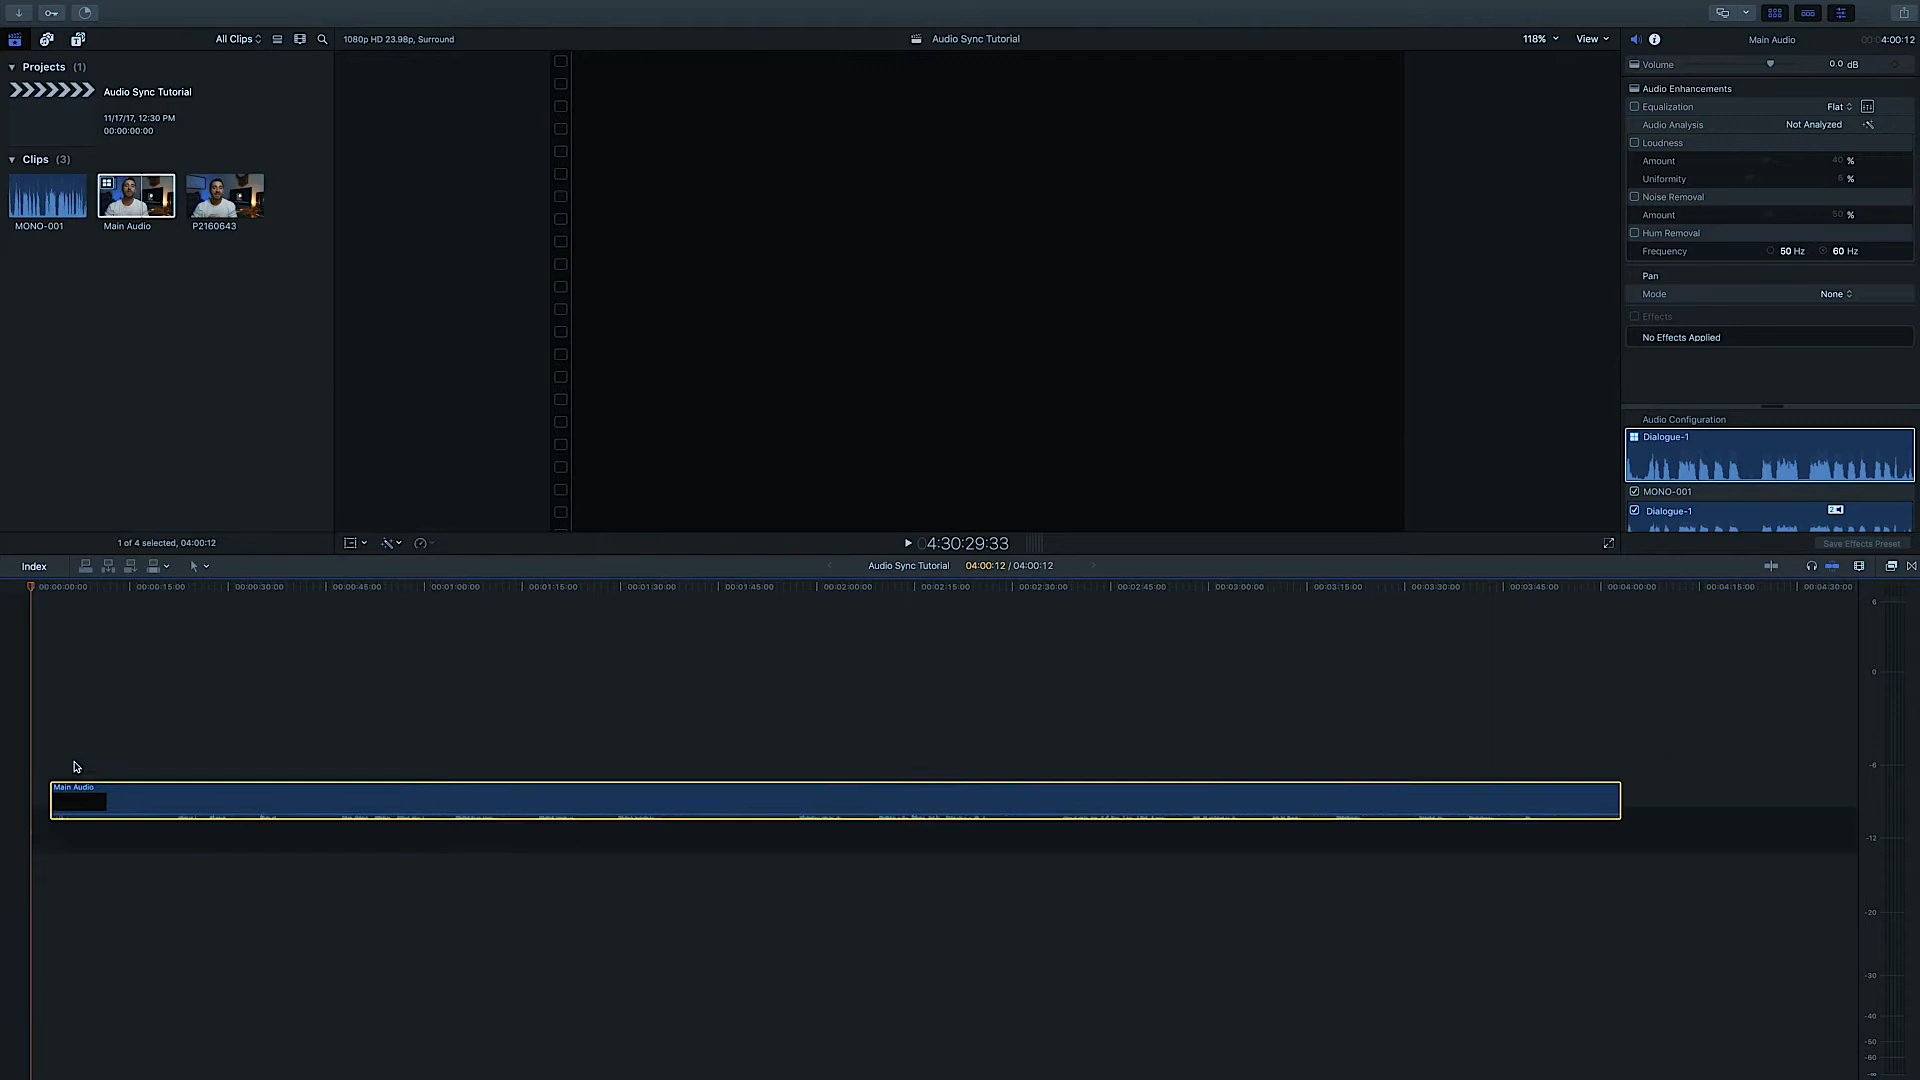 All Clips
1080p HD 23.98p, Surround
Audio Sync Tutorial
118%
View
Main Audio
4:00:12
Projects (1)
Audio Sync Tutorial
11/17/17, 12:30 PM
00:00:00:00
Clips (3)
MONO-001
Main Audio
P2160643
Volume
0.0 dB
Audio Enhancements
Equalization
Flat
Audio Analysis
Not Analyzed
Loudness
Amount
40 %
Uniformity
6 %
Noise Removal
Amount
50 %
Hum Removal
Frequency
50 Hz
60 Hz
Pan
Mode
None
Effects
No Effects Applied
Audio Configuration
Dialogue-1
MONO-001
Dialogue-1
2
Save Effects Preset
1 of 4 selected, 04:00:12
04:30:29:33
Index
Audio Sync Tutorial
04:00:12 / 04:00:12
00:00:00:00
00:00:15:00
00:00:30:00
00:00:45:00
00:01:00:00
00:01:15:00
00:01:30:00
00:01:45:00
00:02:00:00
00:02:15:00
00:02:30:00
00:02:45:00
00:03:00:00
00:03:15:00
00:03:30:00
00:03:45:00
00:04:00:00
00:04:15:00
00:04:30:00
Main Audio
6
0
-6
-12
-20
-30
-40
-50
-60
-∞